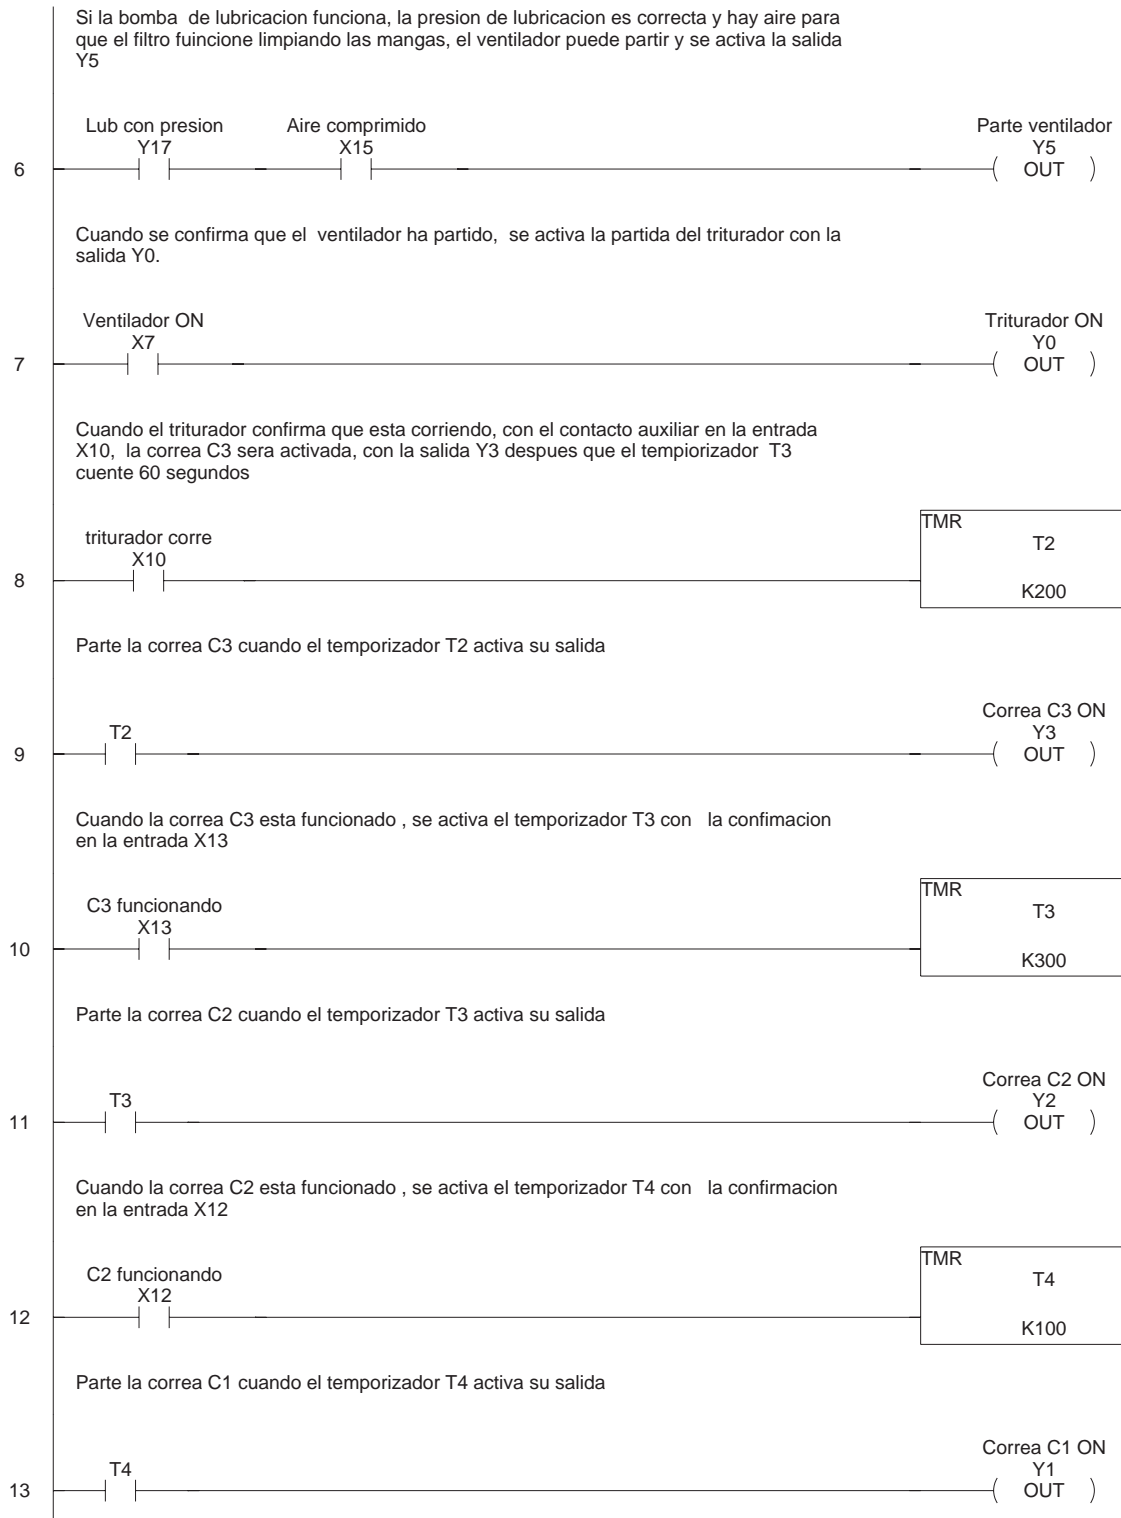 Si la bomba  de lubricacion funciona, la presion de lubricacion es correcta y hay aire para
que el filtro fuincione limpiando las mangas, el ventilador puede partir y se activa la salida
Y5
Lub con presion
Aire comprimido
Parte ventilador
Y17
X15
Y5
6
( OUT )
Cuando se confirma que el  ventilador ha partido,  se activa la partida del triturador con la
salida Y0.
Ventilador ON
Triturador ON
X7
Y0
7
( OUT )
Cuando el triturador confirma que esta corriendo, con el contacto auxiliar en la entrada
X10,  la correa C3 sera activada, con la salida Y3 despues que el tempiorizador  T3
cuente 60 segundos
TMR
triturador corre
T2
X10
8
K200
Parte la correa C3 cuando el temporizador T2 activa su salida
Correa C3 ON
T2
Y3
9
( OUT )
Cuando la correa C3 esta funcionado , se activa el temporizador T3 con   la confimacion
en la entrada X13
TMR
C3 funcionando
T3
X13
10
K300
Parte la correa C2 cuando el temporizador T3 activa su salida
Correa C2 ON
T3
Y2
11
( OUT )
Cuando la correa C2 esta funcionado , se activa el temporizador T4 con   la confirmacion
en la entrada X12
TMR
C2 funcionando
T4
X12
12
K100
Parte la correa C1 cuando el temporizador T4 activa su salida
Correa C1 ON
T4
Y1
13
( OUT )